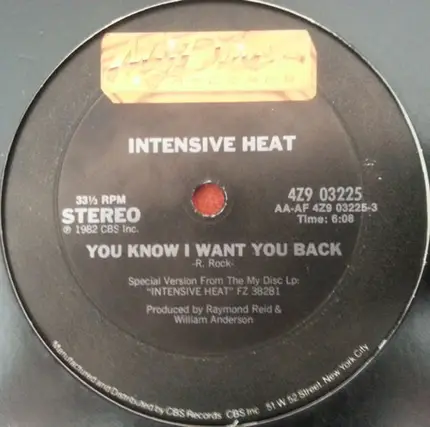 My Disc
INTENSIVE HEAT
33⅓ RPM
STEREO
℗ 1982 CBS Inc.
4Z9 03225
AA-AF 4Z9 03225-3
Time: 6:08
YOU KNOW I WANT YOU BACK
-R. Rock-
Special Version From The My Disc Lp:
"INTENSIVE HEAT" FZ 38281
Produced by Raymond Reid &
William Anderson
Manufactured and Distributed by CBS Records CBS Inc 51 W. 52 Street, New York City